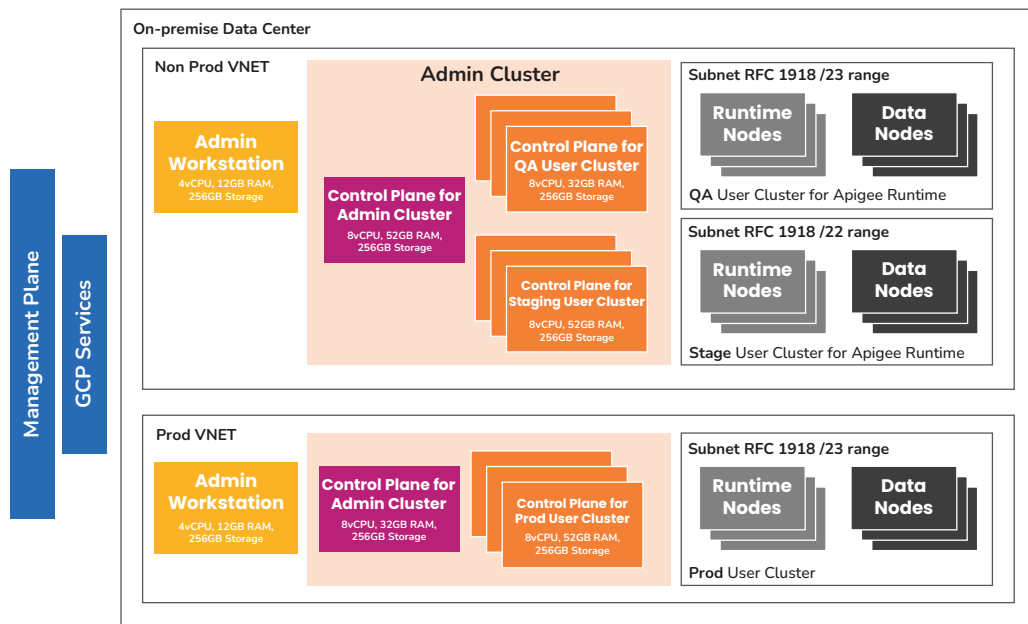 Management Plane
GCP Services
On-premise Data Center
Non Prod VNET
Admin
Workstation
4vCPU, 12GB RAM,
256GB Storage
Admin Cluster
Control Plane for
Admin Cluster
8vCPU, 52GB RAM,
256GB Storage
Control Plane for
QA User Cluster
8vCPU, 32GB RAM,
256GB Storage
Control Plane for
Staging User Cluster
8vCPU, 52GB RAM,
256GB Storage
Subnet RFC 1918 /23 range
Runtime
Nodes
Data
Nodes
QA User Cluster for Apigee Runtime
Subnet RFC 1918 /22 range
Runtime
Nodes
Data
Nodes
Stage User Cluster for Apigee Runtime
Prod VNET
Admin
Workstation
4vCPU, 12GB RAM,
256GB Storage
Control Plane for
Admin Cluster
8vCPU, 32GB RAM,
256GB Storage
Control Plane for
Prod User Cluster
8vCPU, 52GB RAM,
256GB Storage
Subnet RFC 1918 /23 range
Runtime
Nodes
Data
Nodes
Prod User Cluster